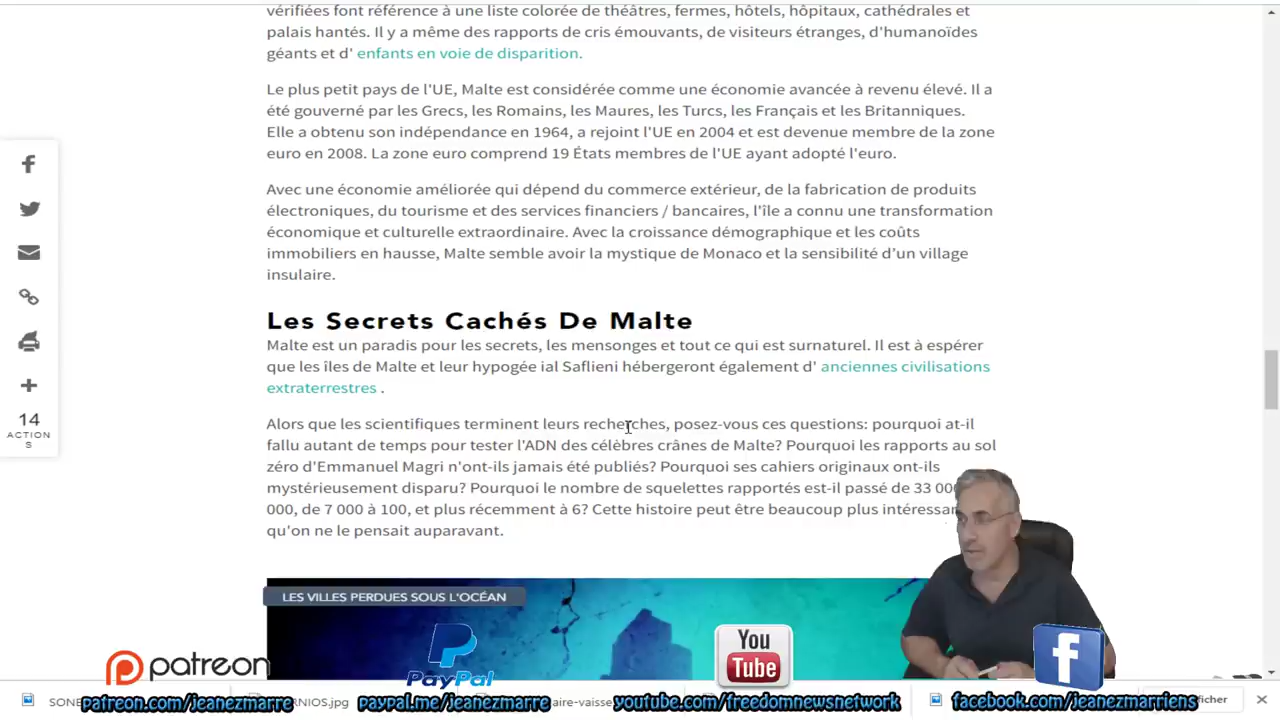 vérifiées font référence à une liste colorée de théâtres, fermes, hôtels, hôpitaux, cathédrales et
palais hantés. Il y a même des rapports de cris émouvants, de visiteurs étranges, d'humanoïdes
géants et d' enfants en voie de disparition.
Le plus petit pays de l'UE, Malte est considérée comme une économie avancée à revenu élevé. Il a
été gouverné par les Grecs, les Romains, les Maures, les Turcs, les Français et les Britanniques.
Elle a obtenu son indépendance en 1964, a rejoint l'UE en 2004 et est devenue membre de la zone
euro en 2008. La zone euro comprend 19 États membres de l'UE ayant adopté l'euro.
Avec une économie améliorée qui dépend du commerce extérieur, de la fabrication de produits
électroniques, du tourisme et des services financiers / bancaires, l'île a connu une transformation
économique et culturelle extraordinaire. Avec la croissance démographique et les coûts
immobiliers en hausse, Malte semble avoir la mystique de Monaco et la sensibilité d'un village
insulaire.
Les Secrets Cachés De Malte
Malte est un paradis pour les secrets, les mensonges et tout ce qui est surnaturel. Il est à espérer
que les îles de Malte et leur hypogée ial Saflieni hébergeront également d' anciennes civilisations
extraterrestres .
Alors que les scientifiques terminent leurs recherches, posez-vous ces questions: pourquoi at-il
fallu autant de temps pour tester l'ADN des célèbres crânes de Malte? Pourquoi les rapports au sol
zéro d'Emmanuel Magri n'ont-ils jamais été publiés? Pourquoi ses cahiers originaux ont-ils
mystérieusement disparu? Pourquoi le nombre de squelettes rapportés est-il passé de 33
000, de 7 000 à 100, et plus récemment à 6? Cette histoire peut être beaucoup plus
qu'on ne le pensait auparavant.
14
ACTION
S
LES VILLES PERDUES SOUS L'OCÉAN
patreon
PayPal
You
Tube
f
patreon.com/jeanezmarre
paypal.me/jeanezmarre
youtube.com/freedomnewsnetwork
facebook.com/jeanezmarriens